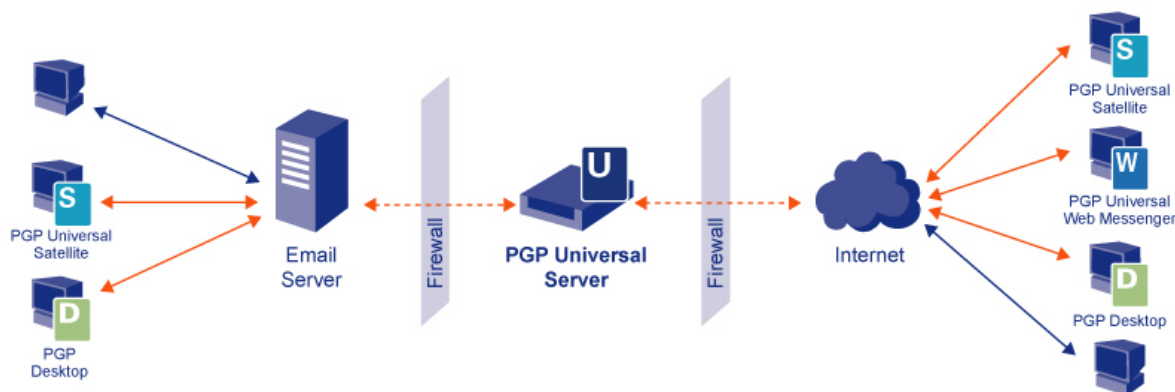 S
PGP Universal
Satellite
D
PGP
Desktop
Email
Server
Firewall
U
PGP Universal
Server
Firewall
Internet
S
PGP Universal
Satellite
W
PGP Universal
Web Messenger
D
PGP Desktop